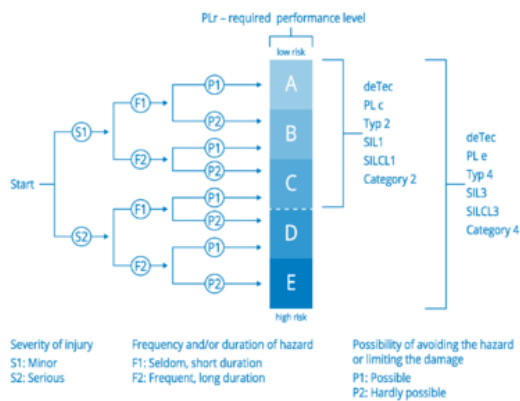 PLr – required performance level
low risk
P1
A
F1
P2
B
S1
P1
F2
P2
C
Start
P1
F1
P2
D
S2
P1
F2
P2
E
high risk
deTec
PL c
Typ 2
SIL1
SILCL1
Category 2
deTec
PL e
Typ 4
SIL3
SILCL3
Category 4
Severity of injury
S1: Minor
S2: Serious
Frequency and/or duration of hazard
F1: Seldom, short duration
F2: Frequent, long duration
Possibility of avoiding the hazard
or limiting the damage
P1: Possible
P2: Hardly possible